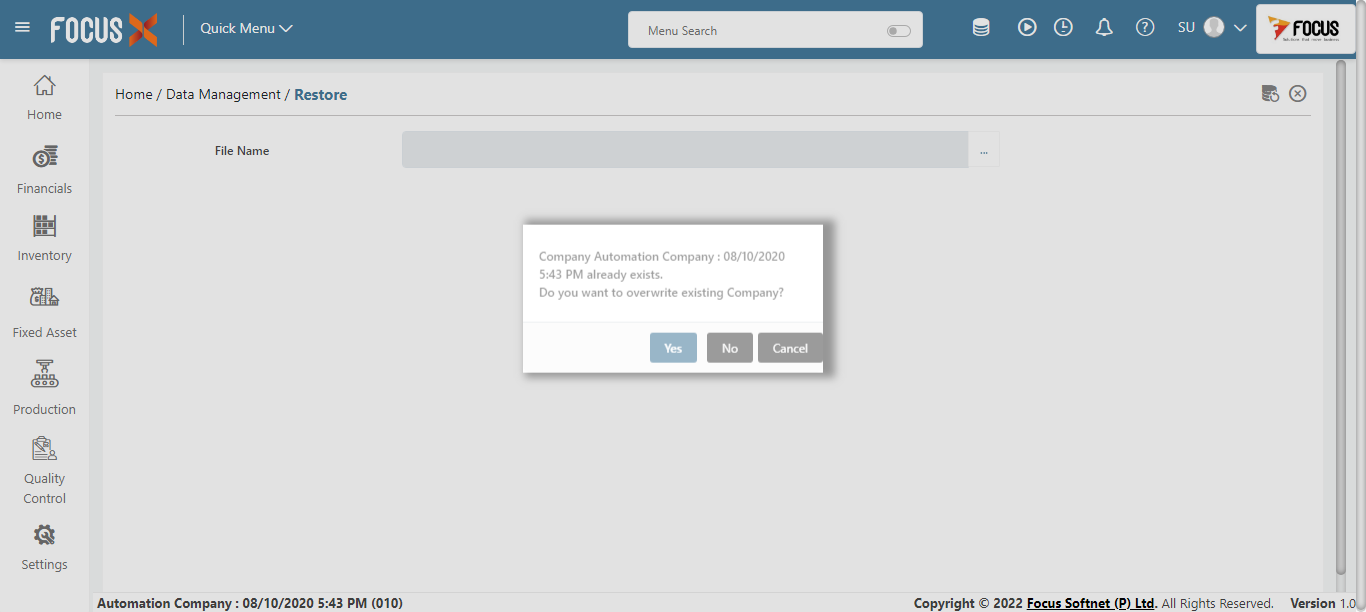 FOCUS X
Quick Menu
Menu Search
SU
FOCUS
Home
Financials
Inventory
Fixed Asset
Production
Quality
Control
Settings
Home / Data Management / Restore
File Name
...
Company Automation Company : 08/10/2020
5:43 PM already exists.
Do you want to overwrite existing Company?
Yes No Cancel
Automation Company : 08/10/2020 5:43 PM (010)
Copyright © 2022 Focus Softnet (P) Ltd. All Rights Reserved. Version 1.0